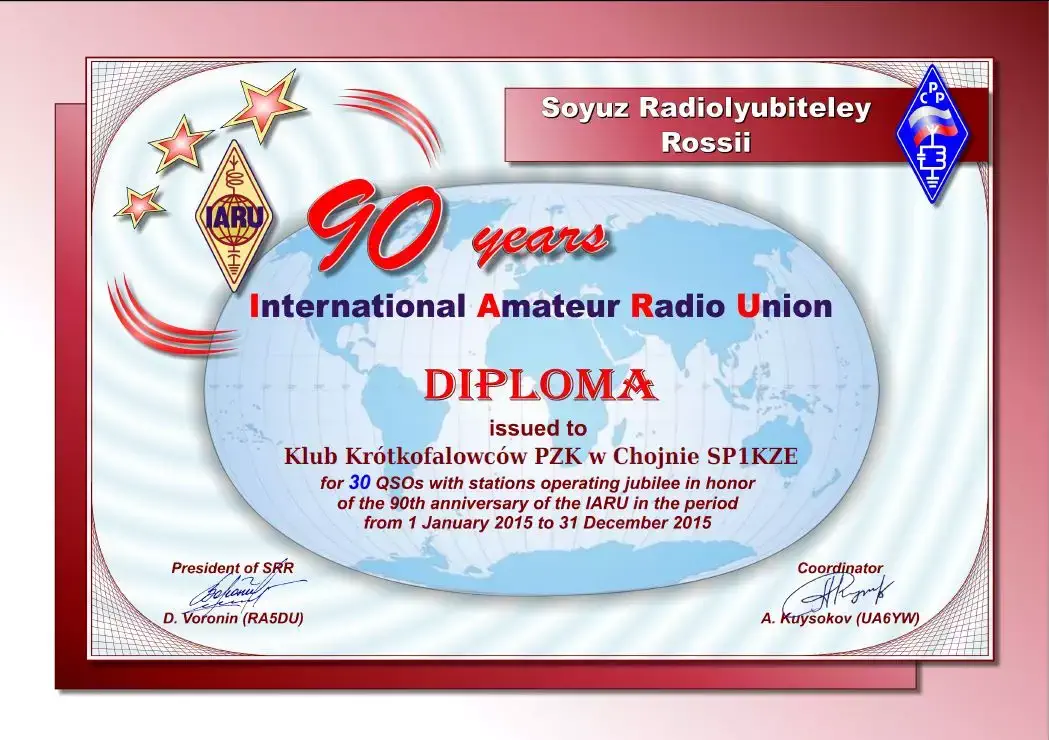 Soyuz Radiolyubiteley
Rossii
СРР
IARU
90 years
International Amateur Radio Union
DIPLOMA
issued to
Klub Krótkofalowców PZK w Chojnie SP1KZE
for 30 QSOs with stations operating jubilee in honor
of the 90th anniversary of the IARU in the period
from 1 January 2015 to 31 December 2015
President of SRR
D. Voronin (RA5DU)
Coordinator
A. Kuysokov (UA6YW)